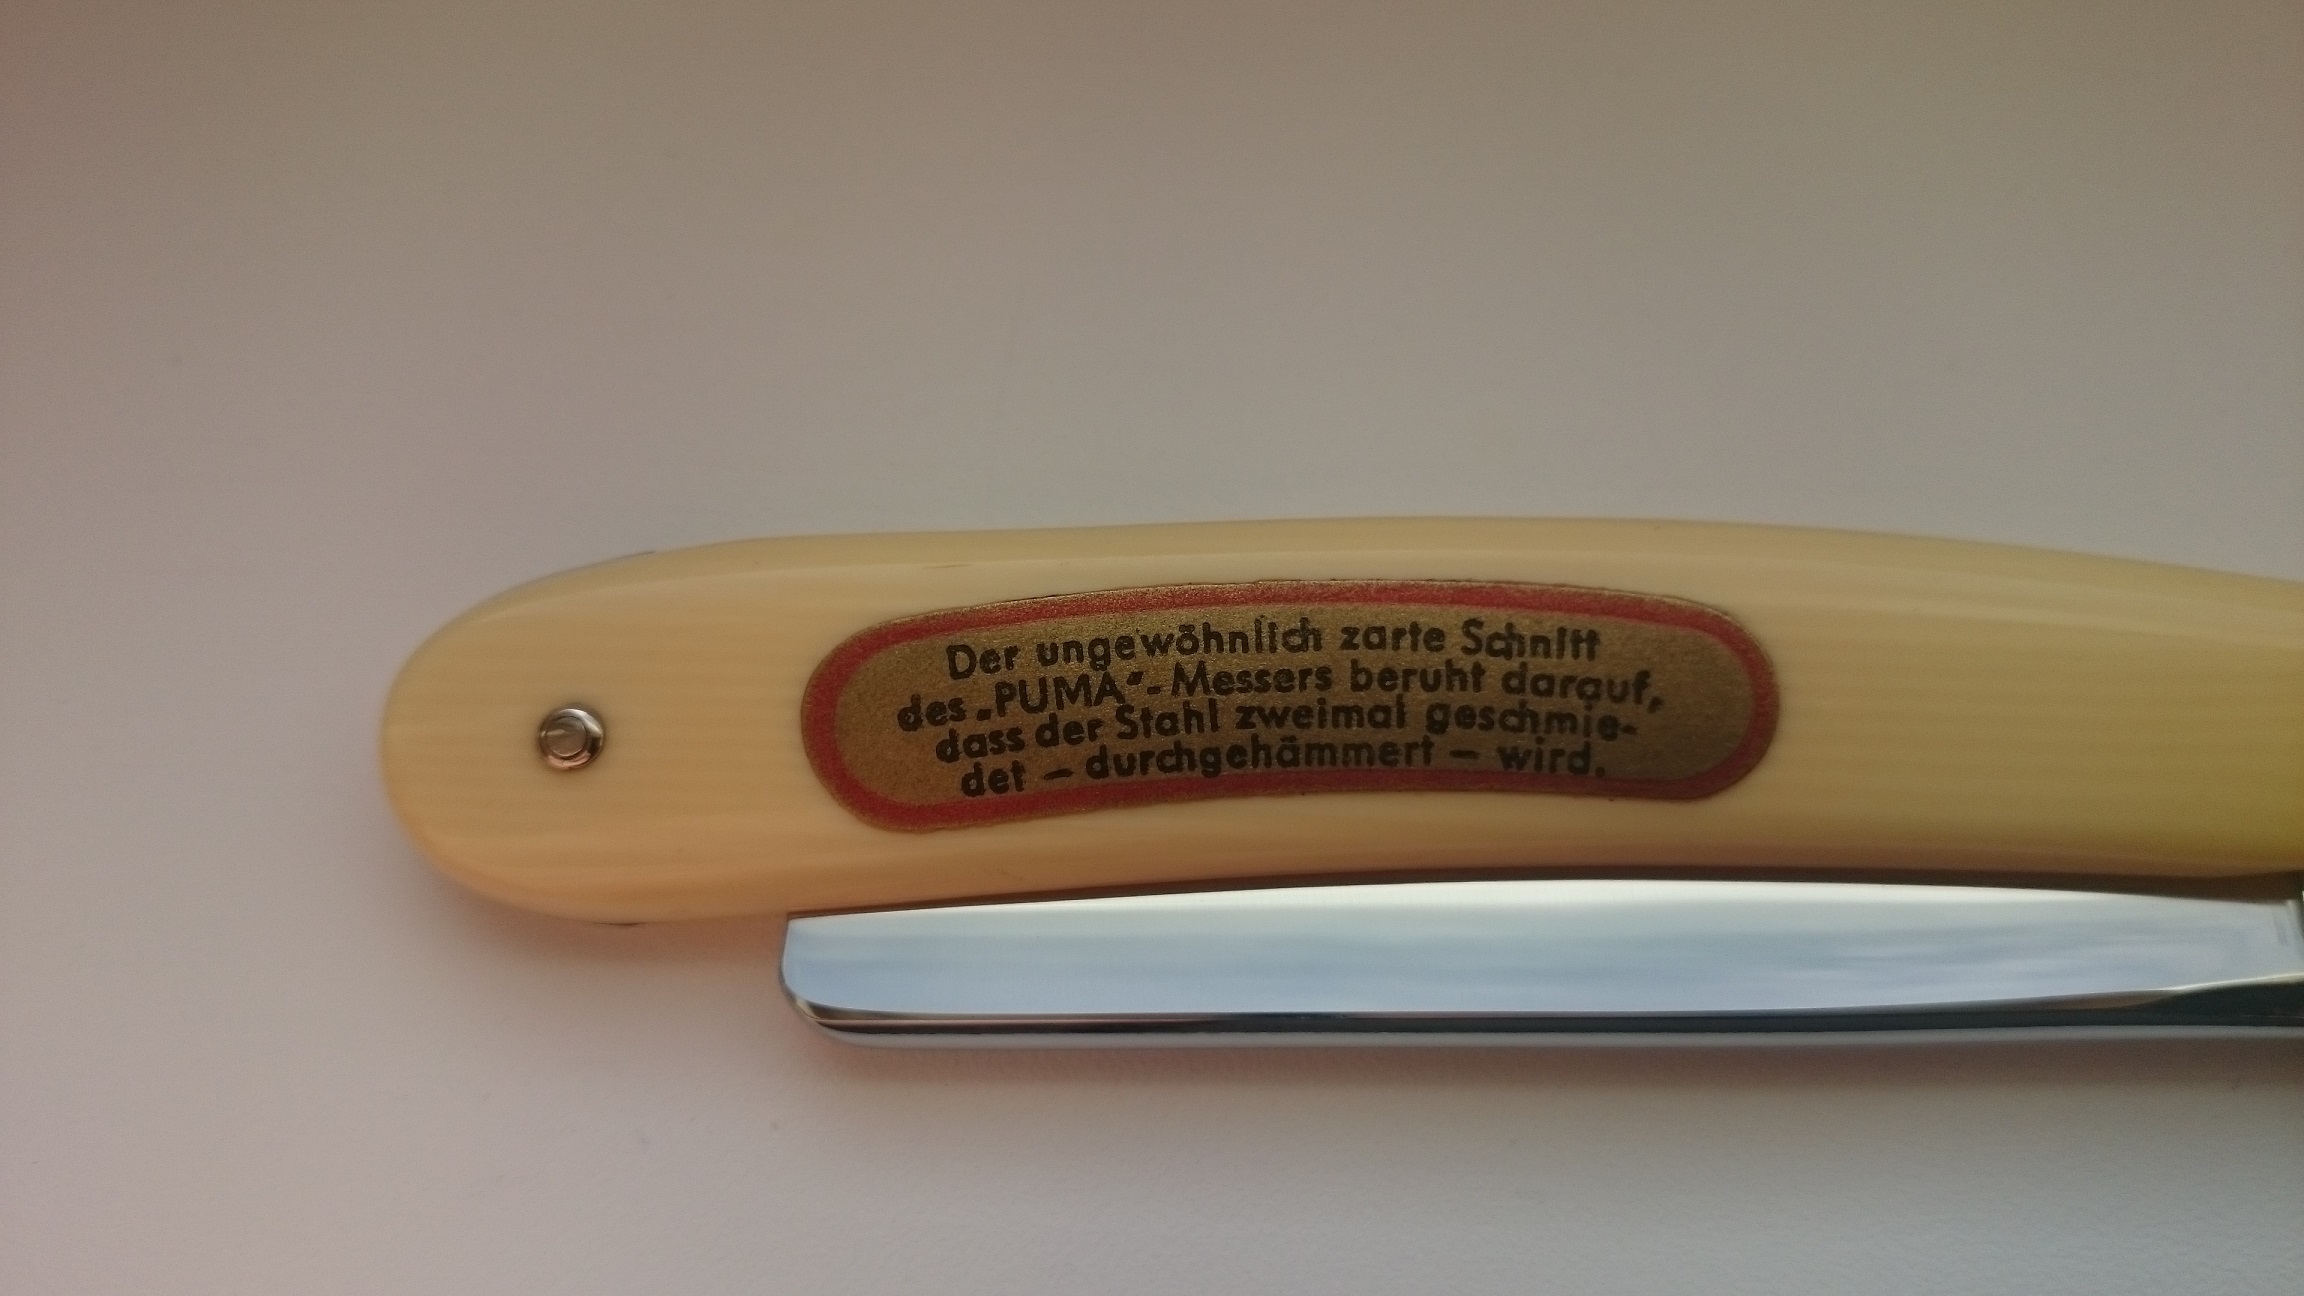 Der ungewöhnlich zarte Schnitt
des „PUMA“-Messers beruht darauf,
dass der Stahl zweimal geschmie-
det – durchgehämmert – wird.